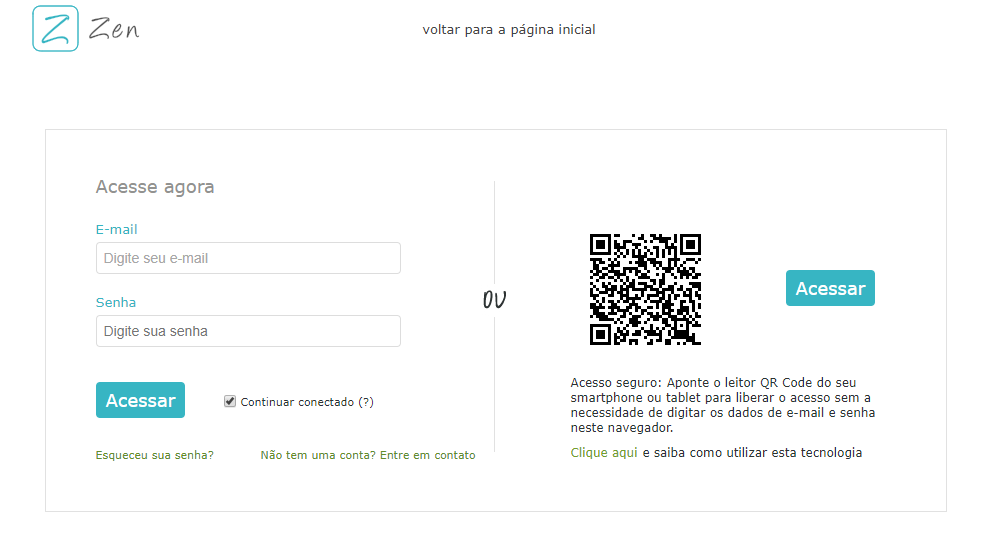 Z Zen
voltar para a página inicial
Acesse agora
E-mail
Digite seu e-mail
Senha
Digite sua senha
Acessar
Continuar conectado (?)
Esqueceu sua senha?
Não tem uma conta? Entre em contato
OU
Acessar
Acesso seguro: Aponte o leitor QR Code do seu
smartphone ou tablet para liberar o acesso sem a
necessidade de digitar os dados de e-mail e senha
neste navegador.
Clique aqui e saiba como utilizar esta tecnologia